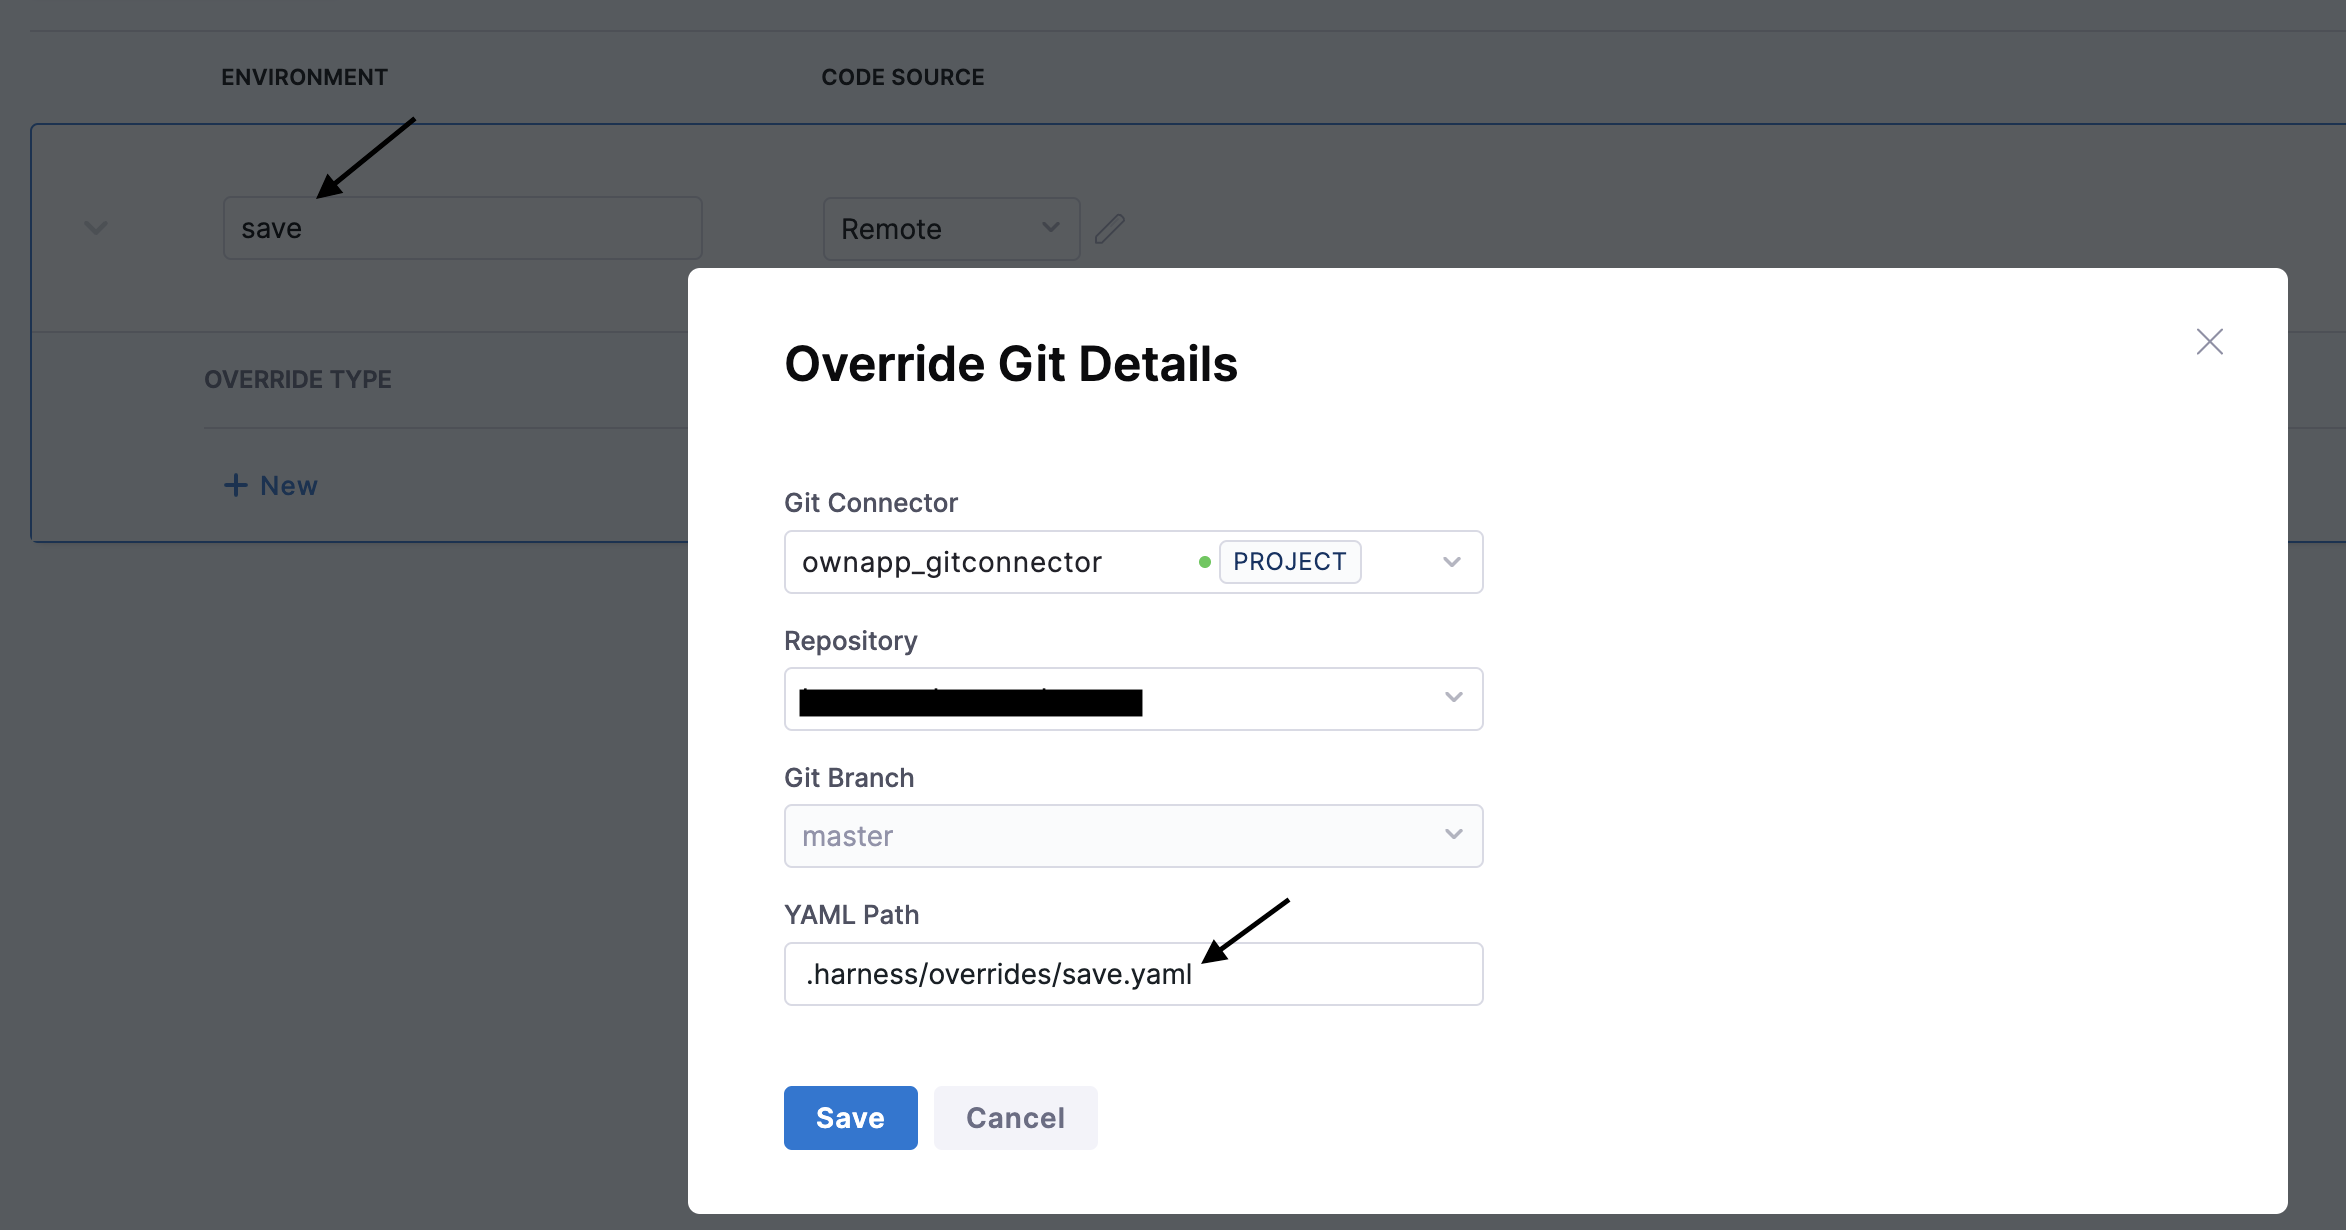 ENVIRONMENT
CODE SOURCE
save
Remote
OVERRIDE TYPE
New
Override Git Details
Git Connector
ownapp_gitconnector
PROJECT
Repository
Git Branch
master
YAML Path
.harness/overrides/save.yaml
Save
Cancel